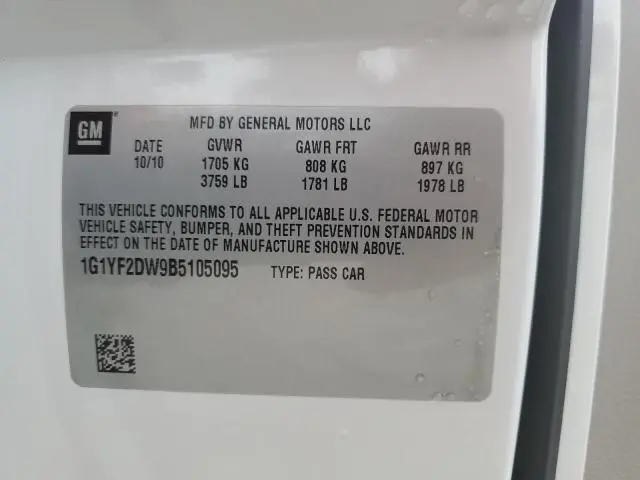 GM
MFD BY GENERAL MOTORS LLC
DATE GVWR GAWR FRT GAWR RR
10/10 1705 KG 808 KG 897 KG
3759 LB 1781 LB 1978 LB
THIS VEHICLE CONFORMS TO ALL APPLICABLE U.S. FEDERAL MOTOR
VEHICLE SAFETY, BUMPER, AND THEFT PREVENTION STANDARDS IN
EFFECT ON THE DATE OF MANUFACTURE SHOWN ABOVE.
1G1YF2DW9B5105095 TYPE: PASS CAR